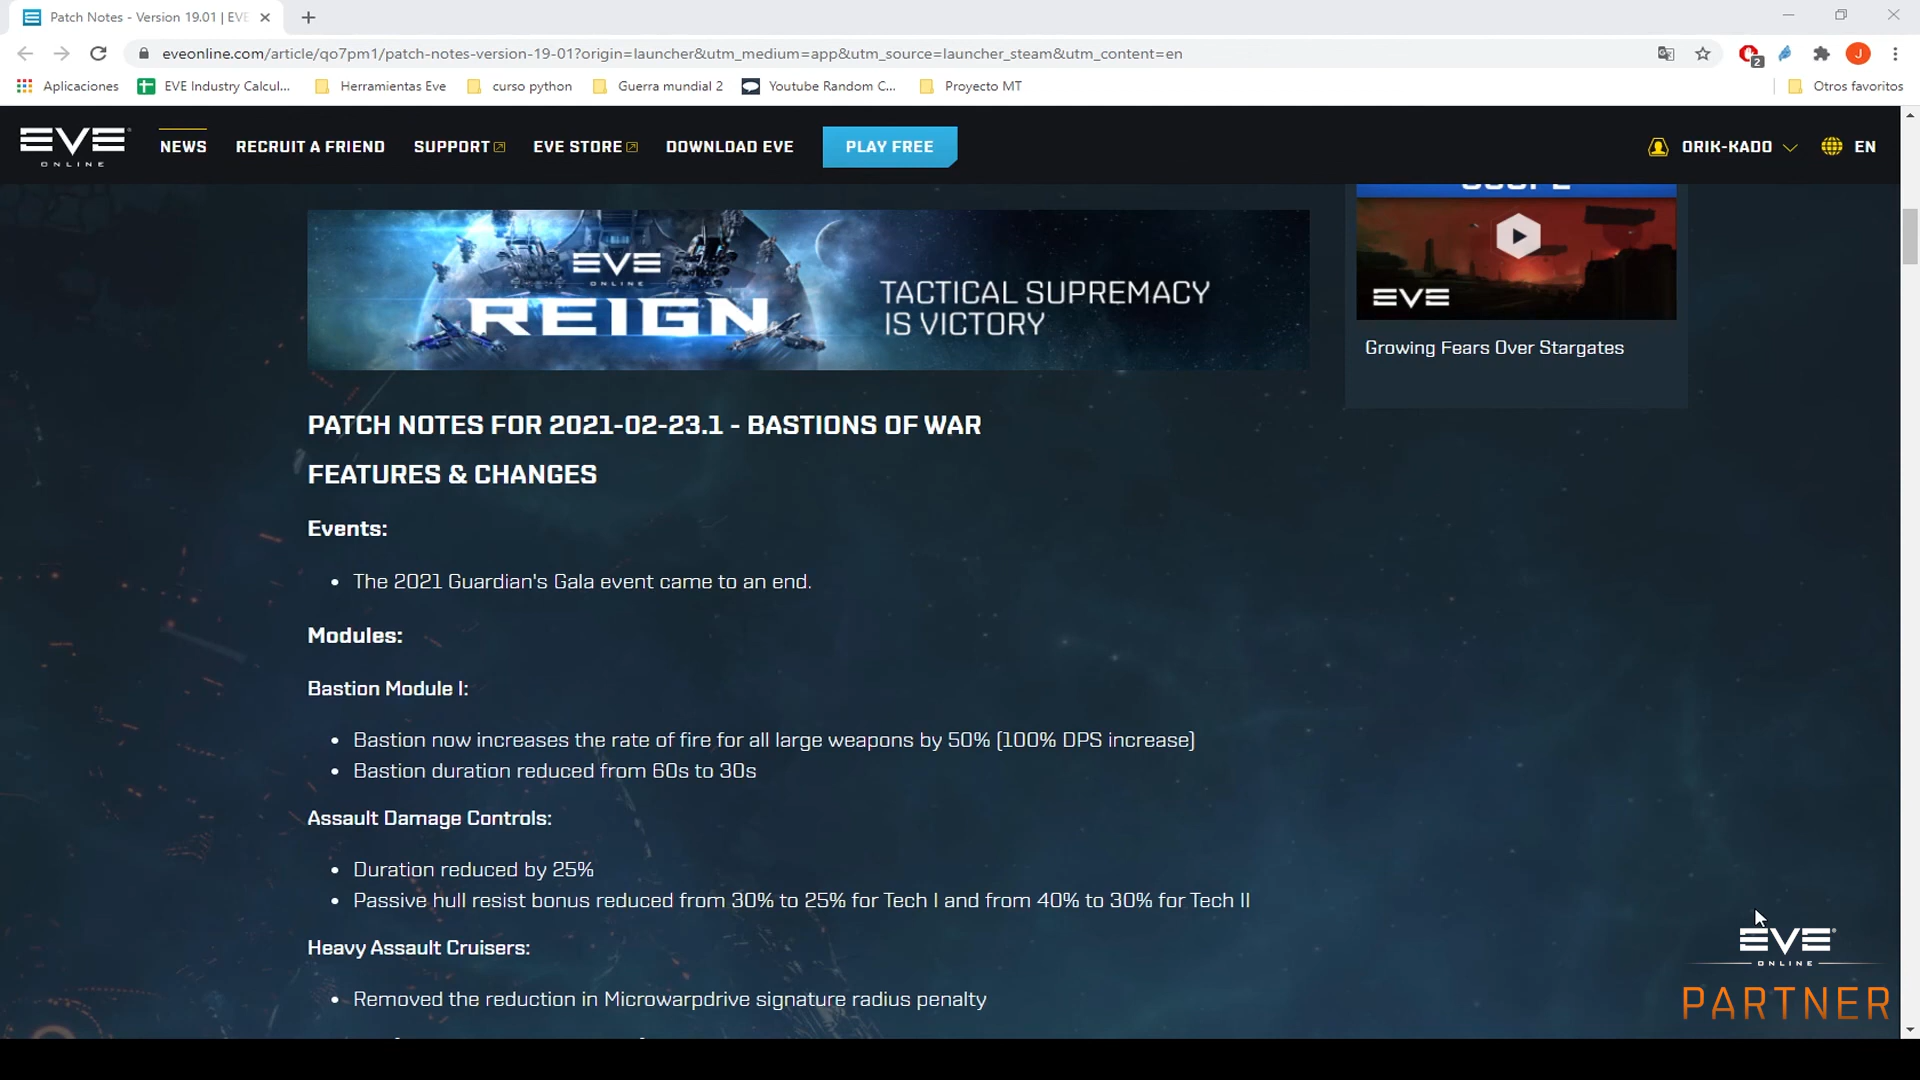 Patch Notes - Version 19.01 | EVE
eveonline.com/article/qo7pm1/patch-notes-version-19-01?origin=launcher&utm_medium=app&utm_source=launcher_steam&utm_content=en
2
J
Aplicaciones
EVE Industry Calcul...
Herramientas Eve
curso python
Guerra mundial 2
Youtube Random C...
Proyecto MT
Otros favoritos
EVE
ONLINE
NEWS
RECRUIT A FRIEND
SUPPORT
EVE STORE
DOWNLOAD EVE
PLAY FREE
ORIK-KADO
EN
EVE
ONLINE
REIGN
TACTICAL SUPREMACY
IS VICTORY
EVE
Growing Fears Over Stargates
PATCH NOTES FOR 2021-02-23.1 - BASTIONS OF WAR
FEATURES & CHANGES
Events:
• The 2021 Guardian's Gala event came to an end.
Modules:
Bastion Module I:
• Bastion now increases the rate of fire for all large weapons by 50% (100% DPS increase)
• Bastion duration reduced from 60s to 30s
Assault Damage Controls:
• Duration reduced by 25%
• Passive hull resist bonus reduced from 30% to 25% for Tech I and from 40% to 30% for Tech II
Heavy Assault Cruisers:
• Removed the reduction in Microwarpdrive signature radius penalty
EVE
ONLINE
PARTNER